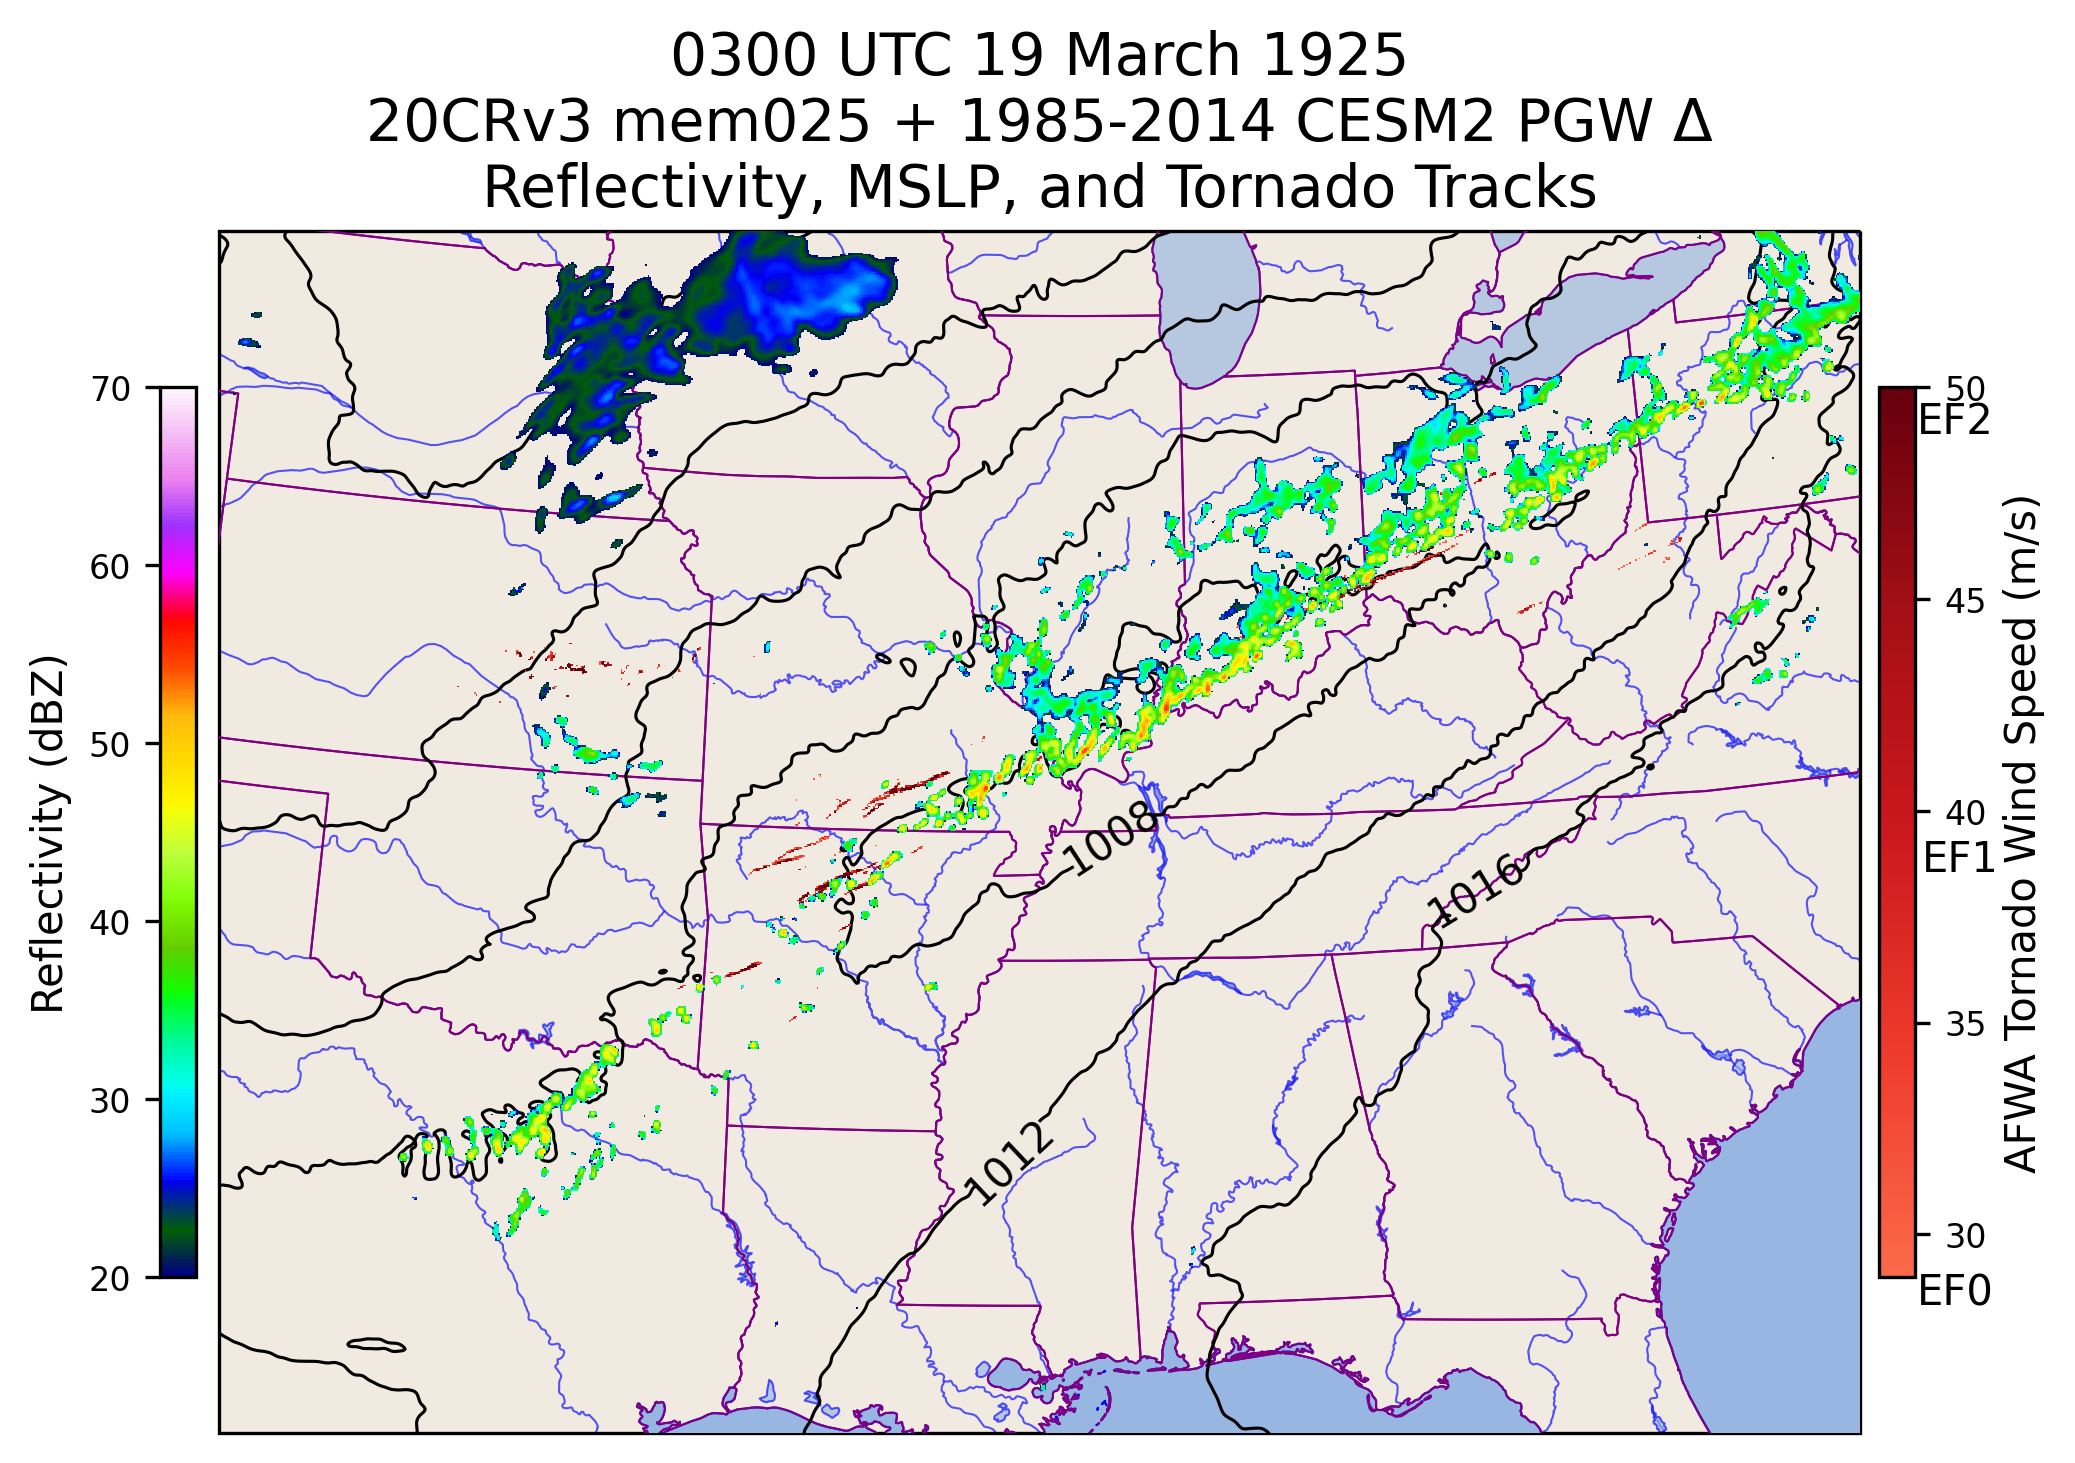 0300 UTC 19 March 1925
20CRv3 mem025 + 1985-2014 CESM2 PGW Δ
Reflectivity, MSLP, and Tornado Tracks
Reflectivity (dBZ)
70
60
50
40
30
20
1008
1016
1012
50
EF2
45
40
EF1
35
30
EF0
AFWA Tornado Wind Speed (m/s)